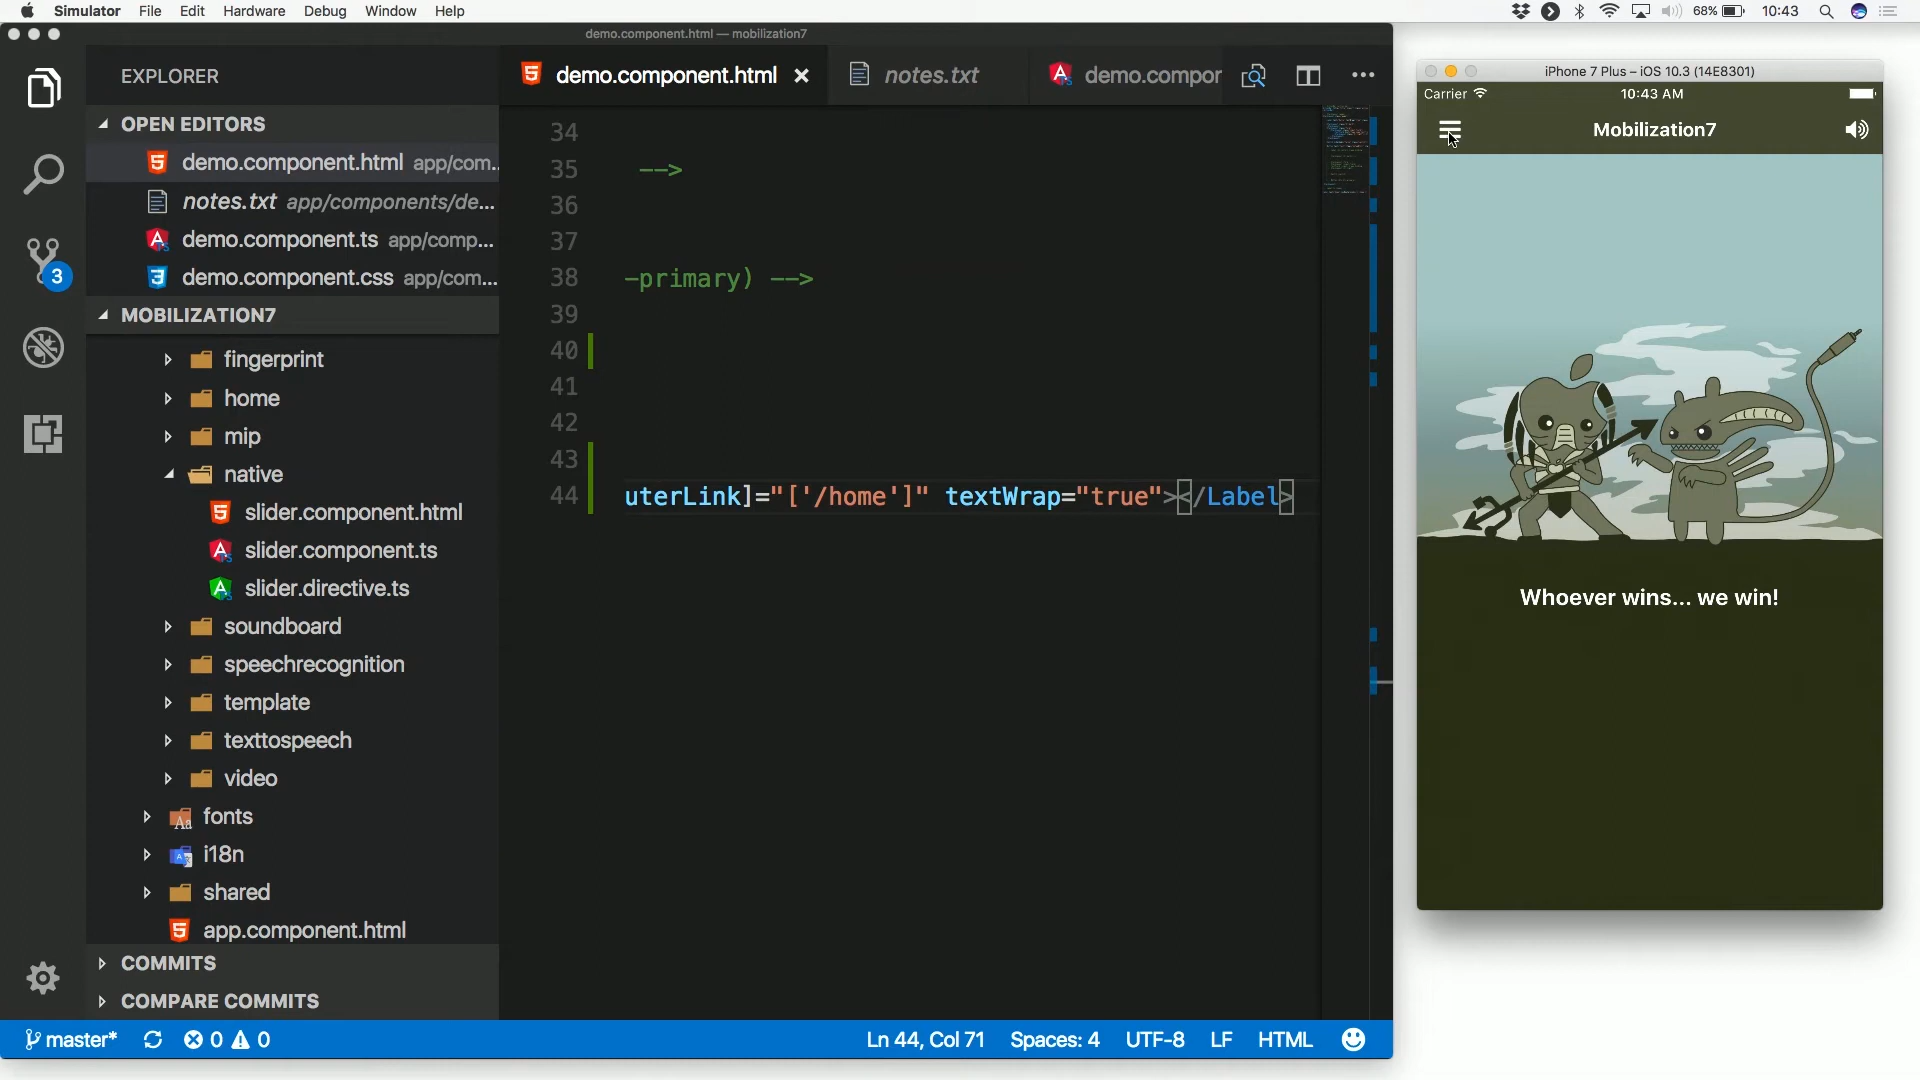 Simulator File Edit Hardware Debug Window Help
68% 10:43
demo.component.html — mobilization7
EXPLORER
OPEN EDITORS
demo.component.html app/com...
notes.txt app/components/de...
demo.component.ts app/comp...
demo.component.css app/com...
3
MOBILIZATION7
fingerprint
home
mip
native
slider.component.html
slider.component.ts
slider.directive.ts
soundboard
speechrecognition
template
texttospeech
video
fonts
i18n
shared
app.component.html
COMMITS
COMPARE COMMITS
demo.component.html notes.txt demo.compor
34
35 -->
36
37
38 -primary) -->
39
40
41
42
43
44 uterLink]="['/home']" textWrap="true"></Label>
master* 0 0 Ln 44, Col 71 Spaces: 4 UTF-8 LF HTML
iPhone 7 Plus – iOS 10.3 (14E8301)
Carrier 10:43 AM
Mobilization7
Whoever wins... we win!